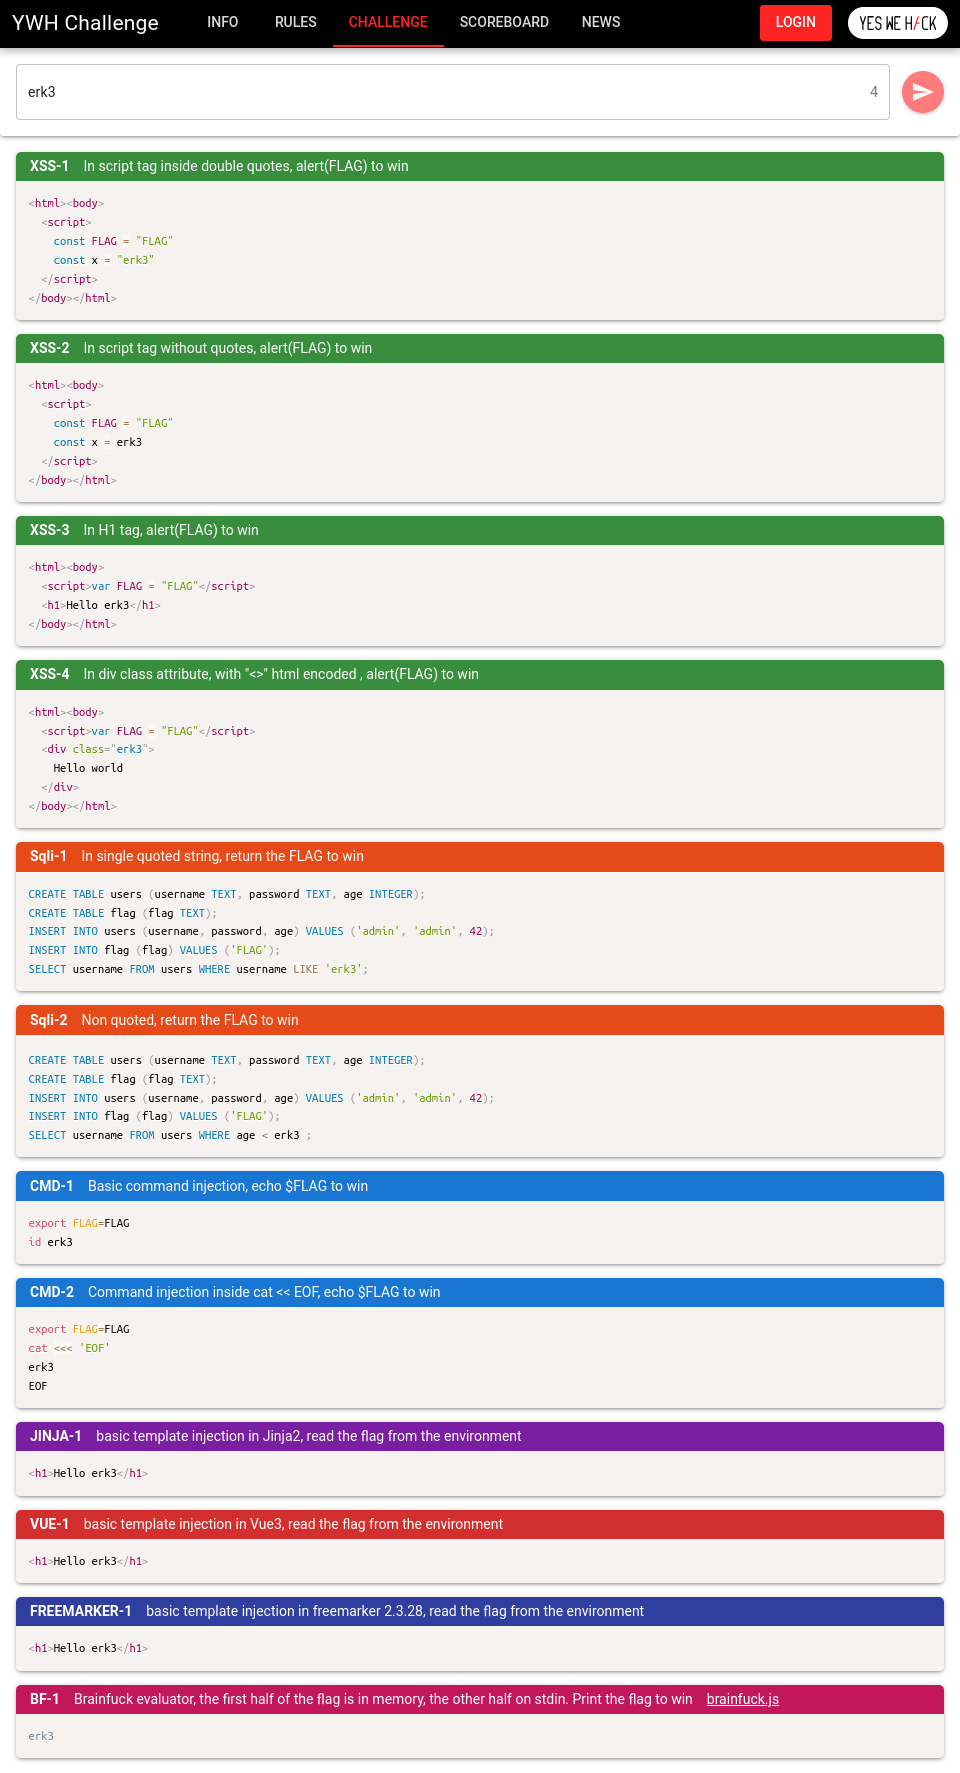 YWH Challenge INFO RULES CHALLENGE SCOREBOARD NEWS LOGIN YES WE H/CK
erk3 4
XSS-1 In script tag inside double quotes, alert(FLAG) to win
<html><body>
<script>
const FLAG = "FLAG"
const x = "erk3"
</script>
</body></html>
XSS-2 In script tag without quotes, alert(FLAG) to win
<html><body>
<script>
const FLAG = "FLAG"
const x = erk3
</script>
</body></html>
XSS-3 In H1 tag, alert(FLAG) to win
<html><body>
<script>var FLAG = "FLAG"</script>
<h1>Hello erk3</h1>
</body></html>
XSS-4 In div class attribute, with "<>" html encoded , alert(FLAG) to win
<html><body>
<script>var FLAG = "FLAG"</script>
<div class="erk3">
Hello world
</div>
</body></html>
Sqli-1 In single quoted string, return the FLAG to win
CREATE TABLE users (username TEXT, password TEXT, age INTEGER);
CREATE TABLE flag (flag TEXT);
INSERT INTO users (username, password, age) VALUES ('admin', 'admin', 42);
INSERT INTO flag (flag) VALUES ('FLAG');
SELECT username FROM users WHERE username LIKE 'erk3';
Sqli-2 Non quoted, return the FLAG to win
CREATE TABLE users (username TEXT, password TEXT, age INTEGER);
CREATE TABLE flag (flag TEXT);
INSERT INTO users (username, password, age) VALUES ('admin', 'admin', 42);
INSERT INTO flag (flag) VALUES ('FLAG');
SELECT username FROM users WHERE age < erk3 ;
CMD-1 Basic command injection, echo $FLAG to win
export FLAG=FLAG
id erk3
CMD-2 Command injection inside cat << EOF, echo $FLAG to win
export FLAG=FLAG
cat <<< 'EOF'
erk3
EOF
JINJA-1 basic template injection in Jinja2, read the flag from the environment
<h1>Hello erk3</h1>
VUE-1 basic template injection in Vue3, read the flag from the environment
<h1>Hello erk3</h1>
FREEMARKER-1 basic template injection in freemarker 2.3.28, read the flag from the environment
<h1>Hello erk3</h1>
BF-1 Brainfuck evaluator, the first half of the flag is in memory, the other half on stdin. Print the flag to win brainfuck.js
erk3